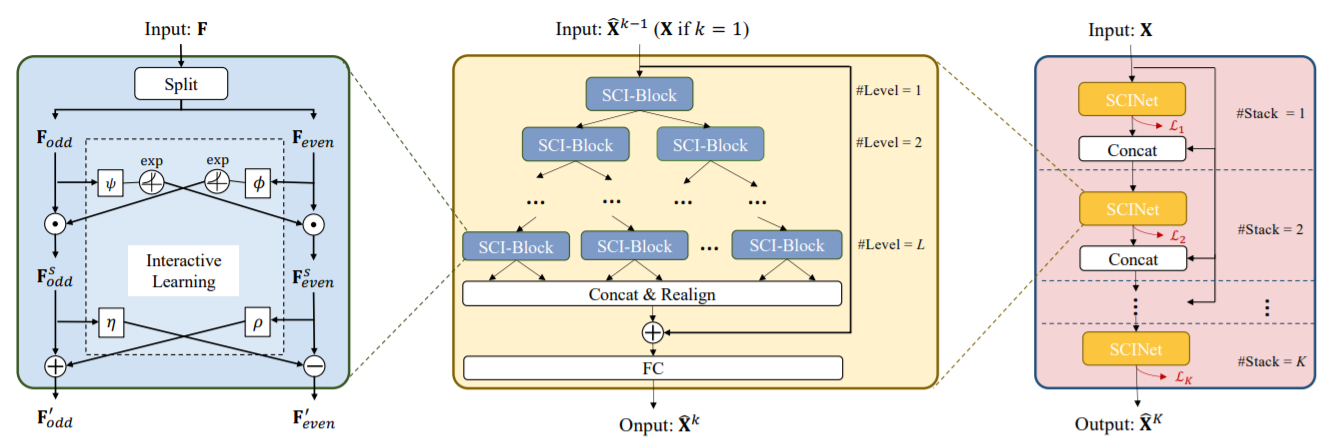 Input: F
Split
F_odd
F_even
exp
exp
ψ
ϕ
Interactive
Learning
F^s_odd
F^s_even
η
ρ
F′_odd
F′_even
Input: X̂^{k−1} (X if k = 1)
SCI-Block
#Level = 1
SCI-Block
SCI-Block
#Level = 2
... ... ... ...
SCI-Block
SCI-Block
...
SCI-Block
#Level = L
Concat & Realign
+
FC
Onput: X̂^k
Input: X
SCINet
ℒ_1
#Stack = 1
Concat
SCINet
ℒ_2
#Stack = 2
Concat
⋮ ⋮
SCINet
#Stack = K
ℒ_K
Output: X̂^K